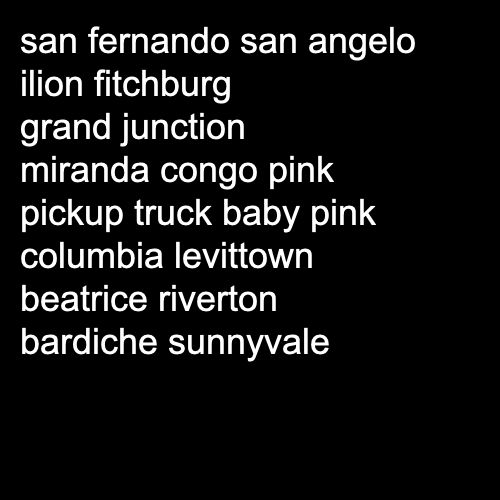 san fernando san angelo
ilion fitchburg
grand junction
miranda congo pink
pickup truck baby pink
columbia levittown
beatrice riverton
bardiche sunnyvale